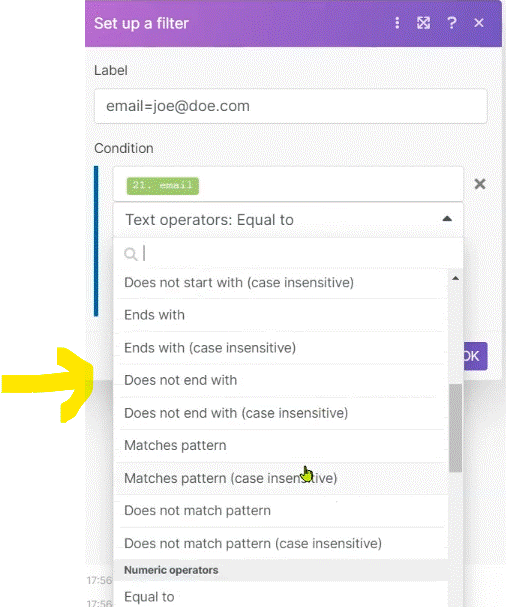 Set up a filter
Label
email=joe@doe.com
Condition
21. email
Text operators: Equal to
Does not start with (case insensitive)
Ends with
Ends with (case insensitive)
Does not end with
Does not end with (case insensitive)
OK
Matches pattern
Matches pattern (case insensitive)
Does not match pattern
Does not match pattern (case insensitive)
Numeric operators
17:56
Equal to
17:56